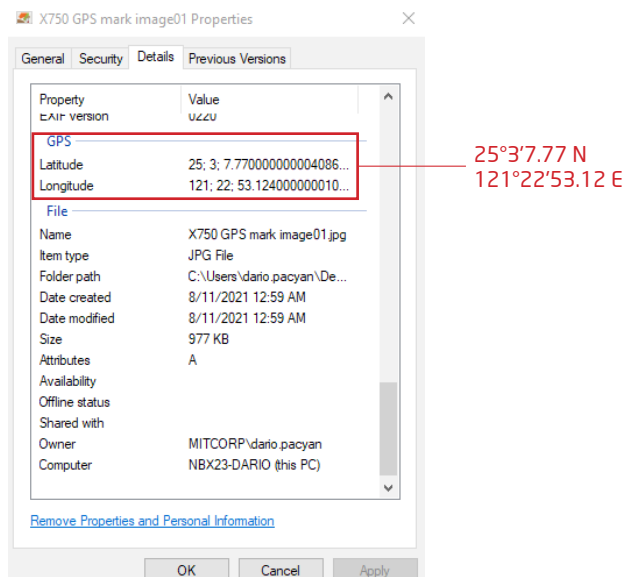 X750 GPS mark image01 Properties
General Security Details Previous Versions
Property Value
EXIF version 0220
GPS
Latitude 25; 3; 7.770000000004086...
Longitude 121; 22; 53.124000000010...
25°3'7.77 N
121°22'53.12 E
File
Name X750 GPS mark image01.jpg
Item type JPG File
Folder path C:\Users\dario.pacyan\De...
Date created 8/11/2021 12:59 AM
Date modified 8/11/2021 12:59 AM
Size 977 KB
Attributes A
Availability
Offline status
Shared with
Owner MITCORP\dario.pacyan
Computer NBX23-DARIO (this PC)
Remove Properties and Personal Information
OK Cancel Apply